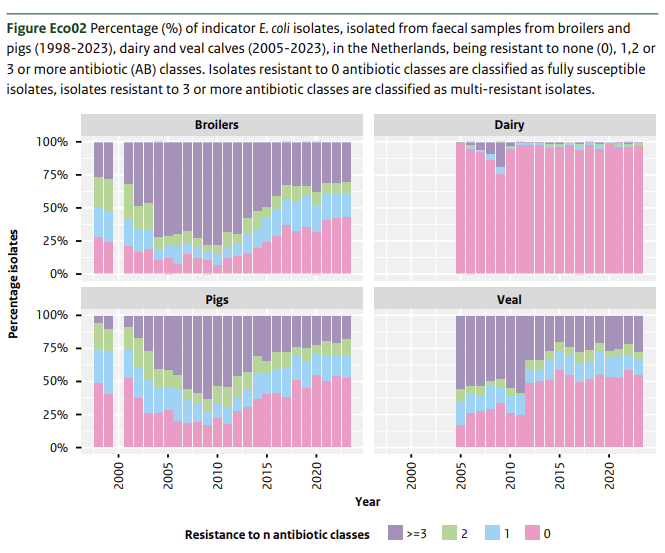 Figure Eco02 Percentage (%) of indicator E. coli isolates, isolated from faecal samples from broilers and
pigs (1998-2023), dairy and veal calves (2005-2023), in the Netherlands, being resistant to none (0), 1,2 or
3 or more antibiotic (AB) classes. Isolates resistant to 0 antibiotic classes are classified as fully susceptible
isolates, isolates resistant to 3 or more antibiotic classes are classified as multi-resistant isolates.
Broilers
Dairy
100%
75%
50%
25%
0%
Pigs
Veal
100%
75%
50%
25%
0%
Percentage isolates
2000
2005
2010
2015
2020
2000
2005
2010
2015
2020
Year
Resistance to n antibiotic classes >=3 2 1 0